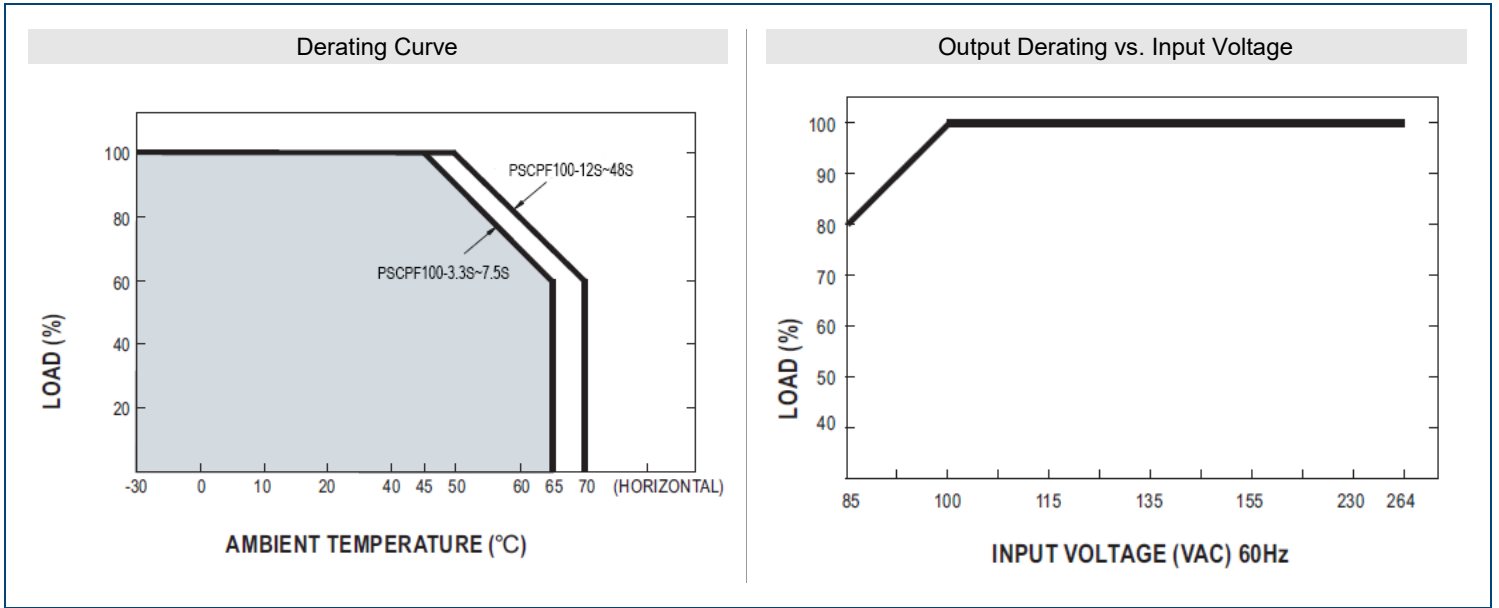 Derating Curve
100
80
60
40
20
LOAD (%)
PSCPF100-12S~48S
PSCPF100-3.3S~7.5S
-30 0 10 20 40 45 50 60 65 70 (HORIZONTAL)
AMBIENT TEMPERATURE (℃)
Output Derating vs. Input Voltage
100
90
80
70
60
50
40
LOAD (%)
85 100 115 135 155 230 264
INPUT VOLTAGE (VAC) 60Hz